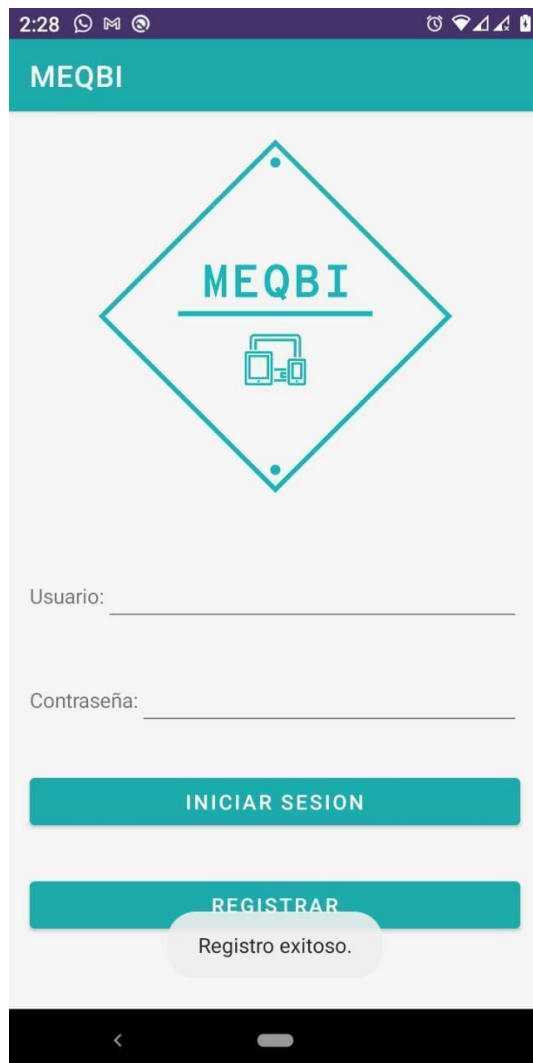 2:28
MEQBI
MEQBI
Usuario:
Contraseña:
INICIAR SESION
REGISTRAR
Registro exitoso.